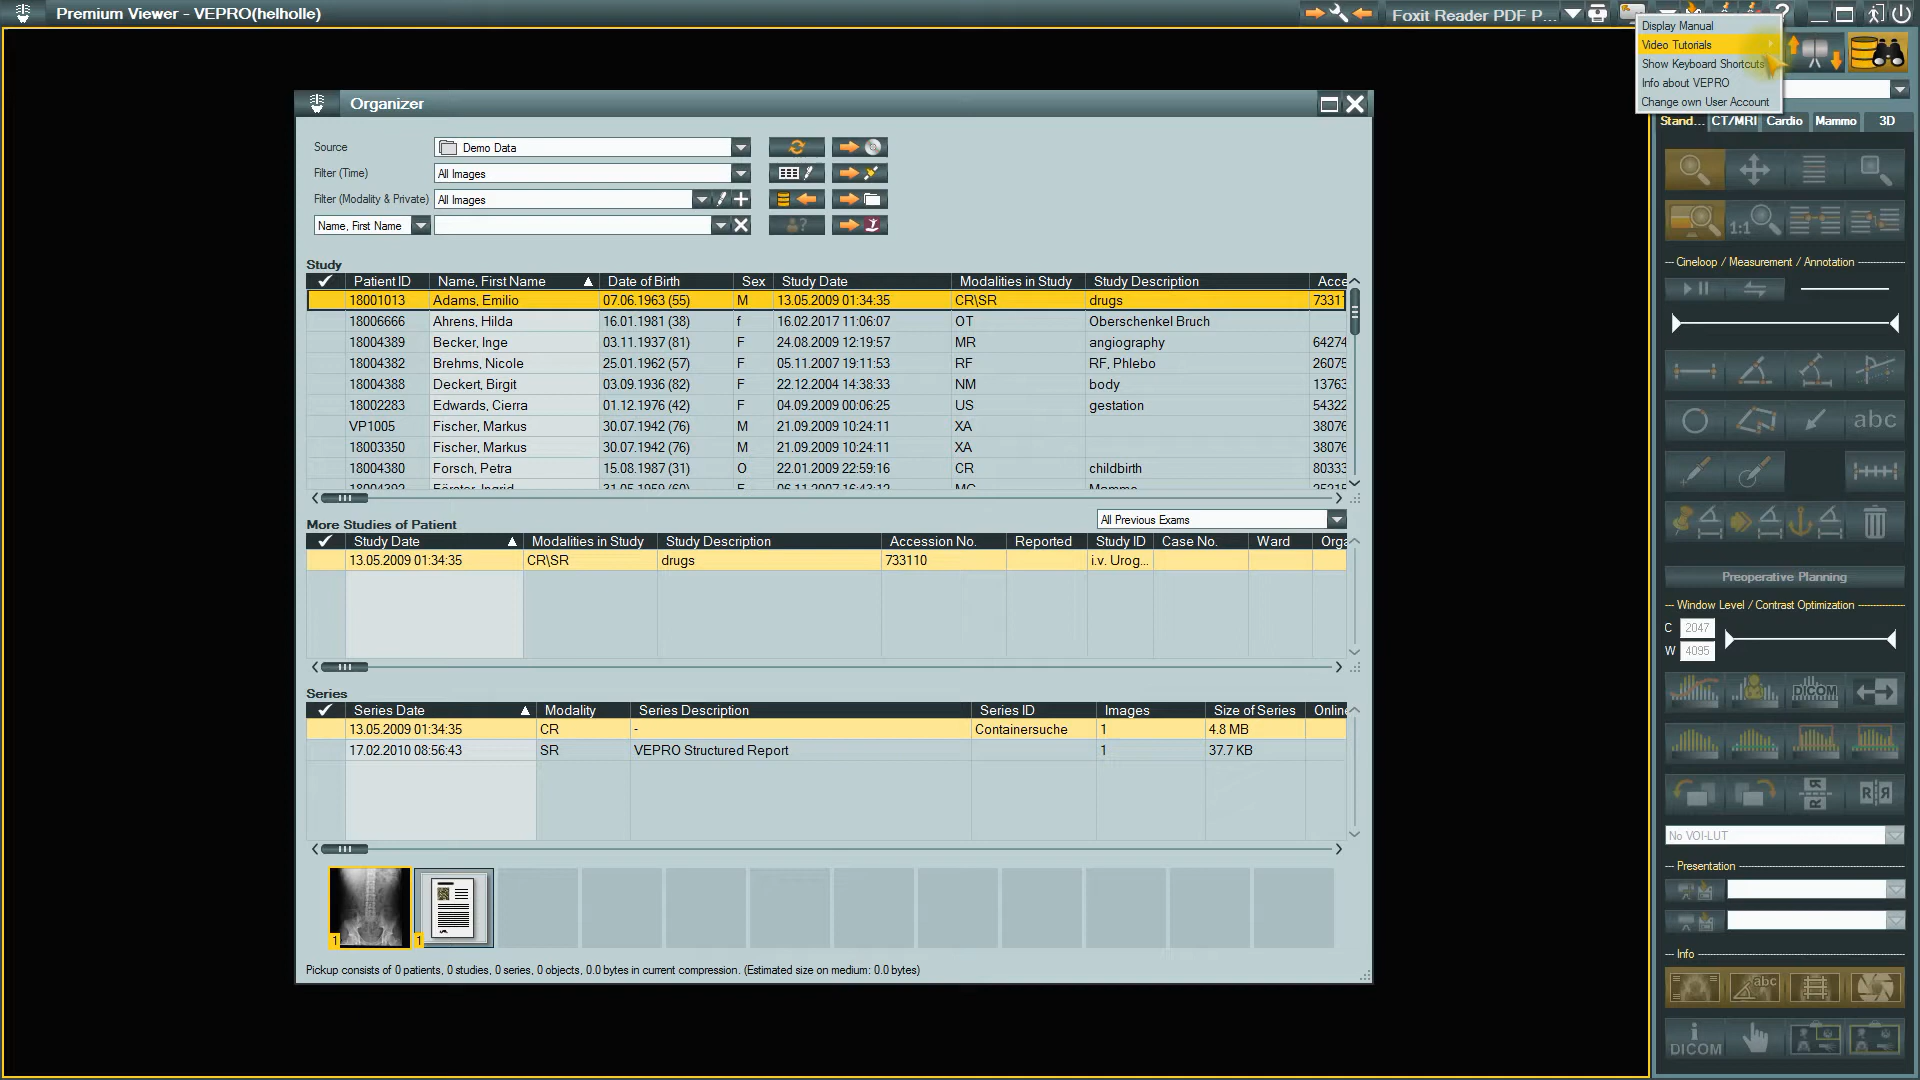 Premium Viewer - VEPRO(helholle)
Foxit Reader PDF P...
Display Manual
Video Tutorials
Show Keyboard Shortcuts
Info about VEPRO
Change own User Account
Organizer
Source
Demo Data
Filter (Time)
All Images
Filter (Modality & Private)
All Images
Name, First Name
Study
Patient ID Name, First Name Date of Birth Sex Study Date Modalities in Study Study Description Acce
18001013 Adams, Emilio 07.06.1963 (55) M 13.05.2009 01:34:35 CR\SR drugs 73311
18006666 Ahrens, Hilda 16.01.1981 (38) f 16.02.2017 11:06:07 OT Oberschenkel Bruch
18004389 Becker, Inge 03.11.1937 (81) F 24.08.2009 12:19:57 MR angiography 64274
18004382 Brehms, Nicole 25.01.1962 (57) F 05.11.2007 19:11:53 RF RF, Phlebo 26075
18004388 Deckert, Birgit 03.09.1936 (82) F 22.12.2004 14:38:33 NM body 13763
18002283 Edwards, Cierra 01.12.1976 (42) F 04.09.2009 00:06:25 US gestation 54322
VP1005 Fischer, Markus 30.07.1942 (76) M 21.09.2009 10:24:11 XA 38076
18003350 Fischer, Markus 30.07.1942 (76) M 21.09.2009 10:24:11 XA 38076
18004380 Forsch, Petra 15.08.1987 (31) O 22.01.2009 22:59:16 CR childbirth 80333
More Studies of Patient
All Previous Exams
Study Date Modalities in Study Study Description Accession No. Reported Study ID Case No. Ward Orga
13.05.2009 01:34:35 CR\SR drugs 733110 i.v. Urog...
Series
Series Date Modality Series Description Series ID Images Size of Series Online
13.05.2009 01:34:35 CR - Containersuche 1 4.8 MB
17.02.2010 08:56:43 SR VEPRO Structured Report 1 37.7 KB
1
1
Pickup consists of 0 patients, 0 studies, 0 series, 0 objects, 0.0 bytes in current compression. (Estimated size on medium: 0.0 bytes)
Stand... CT/MRI Cardio Mammo 3D
1:1
Cineloop / Measurement / Annotation
abc
Preoperative Planning
Window Level / Contrast Optimization
C 2047
W 4095
DICOM
No VOI-LUT
Presentation
Info
abc
DICOM